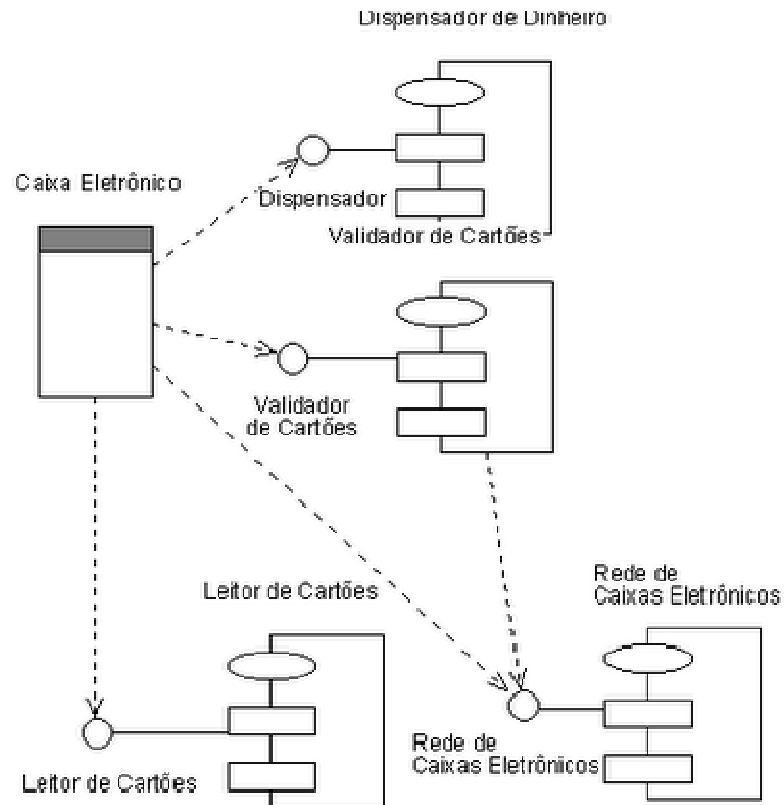 Dispensador de Dinheiro
Caixa Eletrônico
Dispensador
Validador de Cartões
Validador
de Cartões
Leitor de Cartões
Rede de
Caixas Eletrônicos
Rede de
Caixas Eletrônicos
Leitor de Cartões